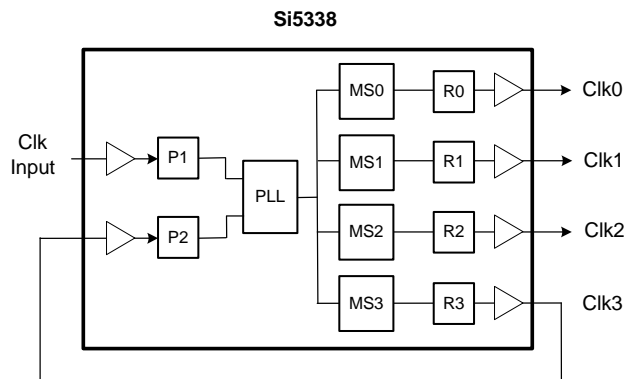 Si5338
MS0
R0
Clk0
Clk
Input
P1
MS1
R1
Clk1
PLL
P2
MS2
R2
Clk2
MS3
R3
Clk3